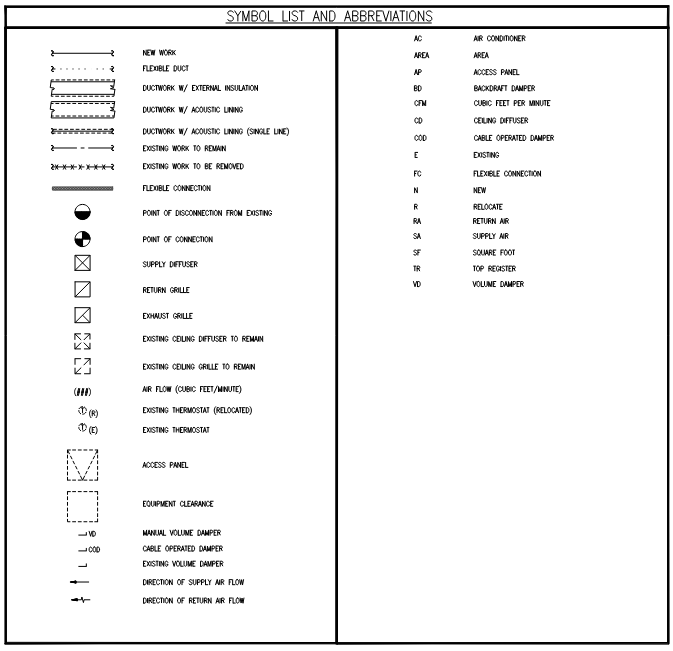 SYMBOL LIST AND ABBREVIATIONS
NEW WORK
FLEXIBLE DUCT
DUCTWORK W/ EXTERNAL INSULATION
DUCTWORK W/ ACOUSTIC LINING
DUCTWORK W/ ACOUSTIC LINING (SINGLE LINE)
EXISTING WORK TO REMAIN
EXISTING WORK TO BE REMOVED
FLEXIBLE CONNECTION
POINT OF DISCONNECTION FROM EXISTING
POINT OF CONNECTION
SUPPLY DIFFUSER
RETURN GRILLE
EXHAUST GRILLE
EXISTING CEILING DIFFUSER TO REMAIN
EXISTING CEILING GRILLE TO REMAIN
(###) AIR FLOW (CUBIC FEET/MINUTE)
T (R) EXISTING THERMOSTAT (RELOCATED)
T (E) EXISTING THERMOSTAT
ACCESS PANEL
EQUIPMENT CLEARANCE
VD MANUAL VOLUME DAMPER
COD CABLE OPERATED DAMPER
EXISTING VOLUME DAMPER
DIRECTION OF SUPPLY AIR FLOW
DIRECTION OF RETURN AIR FLOW
AC AIR CONDITIONER
AREA AREA
AP ACCESS PANEL
BD BACKDRAFT DAMPER
CFM CUBIC FEET PER MINUTE
CD CEILING DIFFUSER
COD CABLE OPERATED DAMPER
E EXISTING
FC FLEXIBLE CONNECTION
N NEW
R RELOCATE
RA RETURN AIR
SA SUPPLY AIR
SF SQUARE FOOT
TR TOP REGISTER
VD VOLUME DAMPER